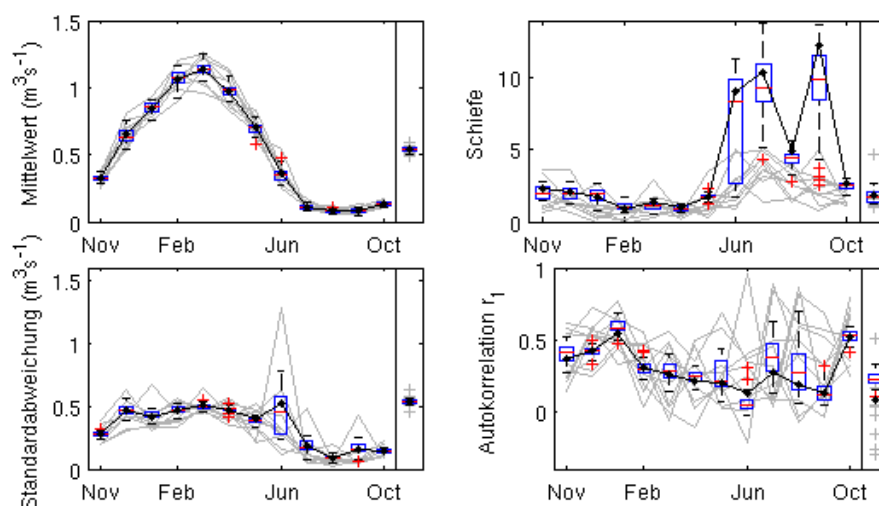 Mittelwert (m³s⁻¹)
1.5
1
0.5
0
Nov
Feb
Jun
Oct
Schiefe
10
5
0
Nov
Feb
Jun
Oct
Standardabweichung (m³s⁻¹)
1.5
1
0.5
0
Nov
Feb
Jun
Oct
Autokorrelation r₁
1
0.5
0
Nov
Feb
Jun
Oct